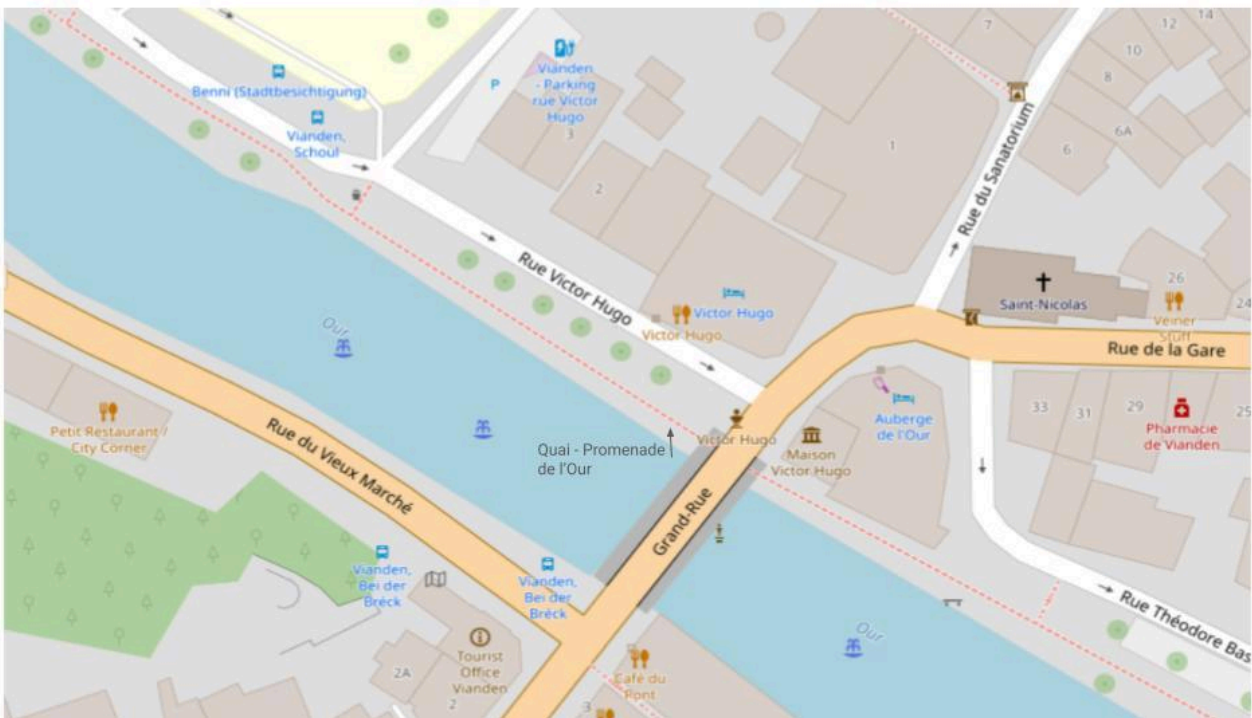 7
12
14
10
8
6A
6
Vianden
- Parking
rue Victor
Hugo
P
3
Benni (Stadtbesichtigung)
Vianden,
Schoul
2
1
Rue du Sanatorium
Rue Victor Hugo
Victor Hugo
Victor Hugo
Saint-Nicolas
26
24
Veiner
Stuff
Rue de la Gare
Our
Petit Restaurant /
City Corner
Rue du Vieux Marché
Quai - Promenade
de l'Our
Victor Hugo
Maison
Victor Hugo
Auberge
de l'Our
33
31
29
25
Pharmacie
de Vianden
Grand-Rue
Vianden,
Bei der
Bréck
Vianden,
Bei der
Bréck
Rue Théodore Bas
Our
Tourist
Office
Vianden
2A
2
Café du
Pont
3